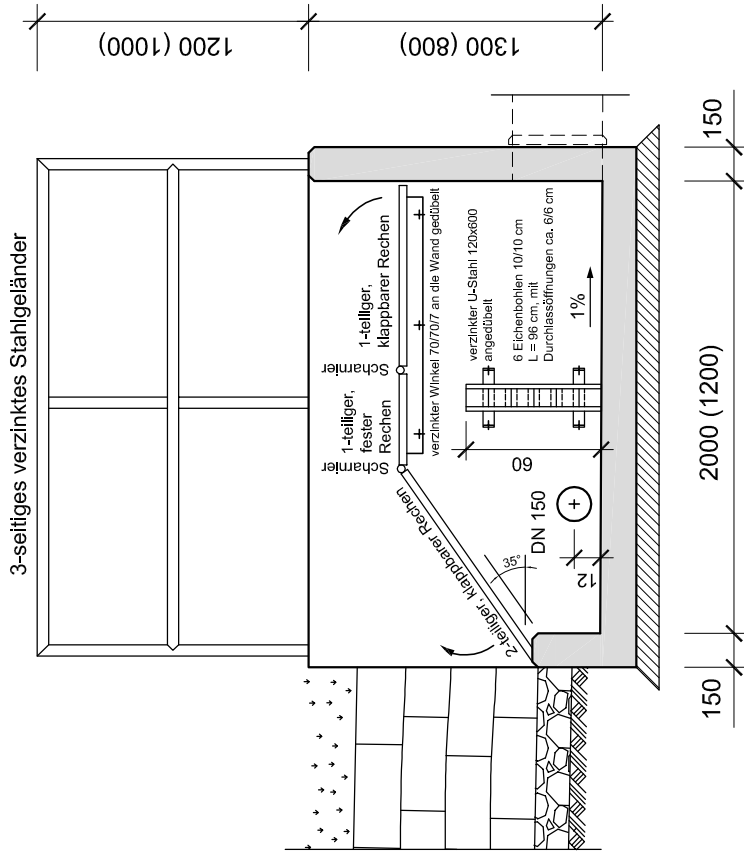 3-seitiges verzinktes Stahlgeländer
1200 (1000)
1300 (800)
1-teiliger,
klappbarer Rechen
Scharnier
1-teiliger,
fester
Rechen
Scharnier
2-teiliger, klappbarer Rechen
verzinkter Winkel 70/70/7 an die Wand gedübelt
verzinkter U-Stahl 120x600
angedübelt
6 Eichenbohlen 10/10 cm
L = 96 cm, mit
Durchlassöffnungen ca. 6/6 cm
1%
60
DN 150
35°
12
150
2000 (1200)
150